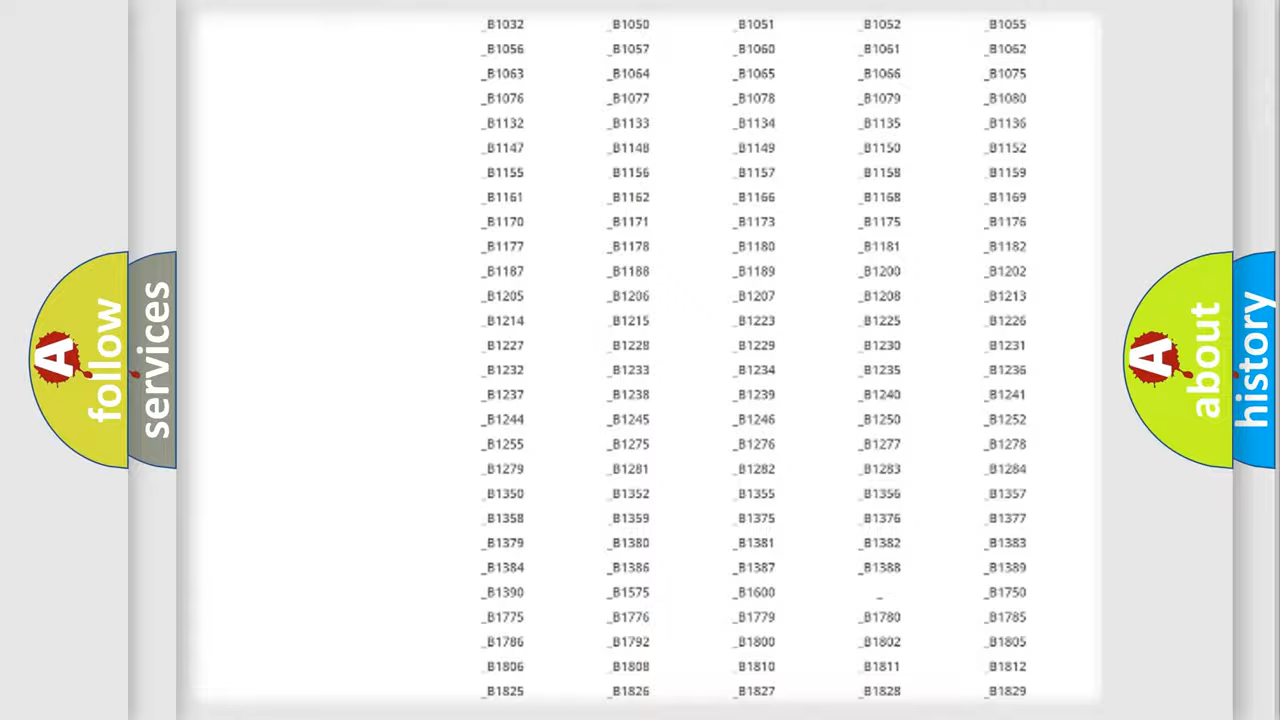 _B1032 _B1050 _B1051 _B1052 _B1055
_B1056 _B1057 _B1060 _B1061 _B1062
_B1063 _B1064 _B1065 _B1066 _B1075
_B1076 _B1077 _B1078 _B1079 _B1080
_B1132 _B1133 _B1134 _B1135 _B1136
_B1147 _B1148 _B1149 _B1150 _B1152
_B1155 _B1156 _B1157 _B1158 _B1159
_B1161 _B1162 _B1166 _B1168 _B1169
_B1170 _B1171 _B1173 _B1175 _B1176
_B1177 _B1178 _B1180 _B1181 _B1182
_B1187 _B1188 _B1189 _B1200 _B1202
_B1205 _B1206 _B1207 _B1208 _B1213
_B1214 _B1215 _B1223 _B1225 _B1226
_B1227 _B1228 _B1229 _B1230 _B1231
_B1232 _B1233 _B1234 _B1235 _B1236
_B1237 _B1238 _B1239 _B1240 _B1241
_B1244 _B1245 _B1246 _B1250 _B1252
_B1255 _B1275 _B1276 _B1277 _B1278
_B1279 _B1281 _B1282 _B1283 _B1284
_B1350 _B1352 _B1355 _B1356 _B1357
_B1358 _B1359 _B1375 _B1376 _B1377
_B1379 _B1380 _B1381 _B1382 _B1383
_B1384 _B1386 _B1387 _B1388 _B1389
_B1390 _B1575 _B1600 _ _B1750
_B1775 _B1776 _B1779 _B1780 _B1785
_B1786 _B1792 _B1800 _B1802 _B1805
_B1806 _B1808 _B1810 _B1811 _B1812
_B1825 _B1826 _B1827 _B1828 _B1829
A follow
services
A about
history